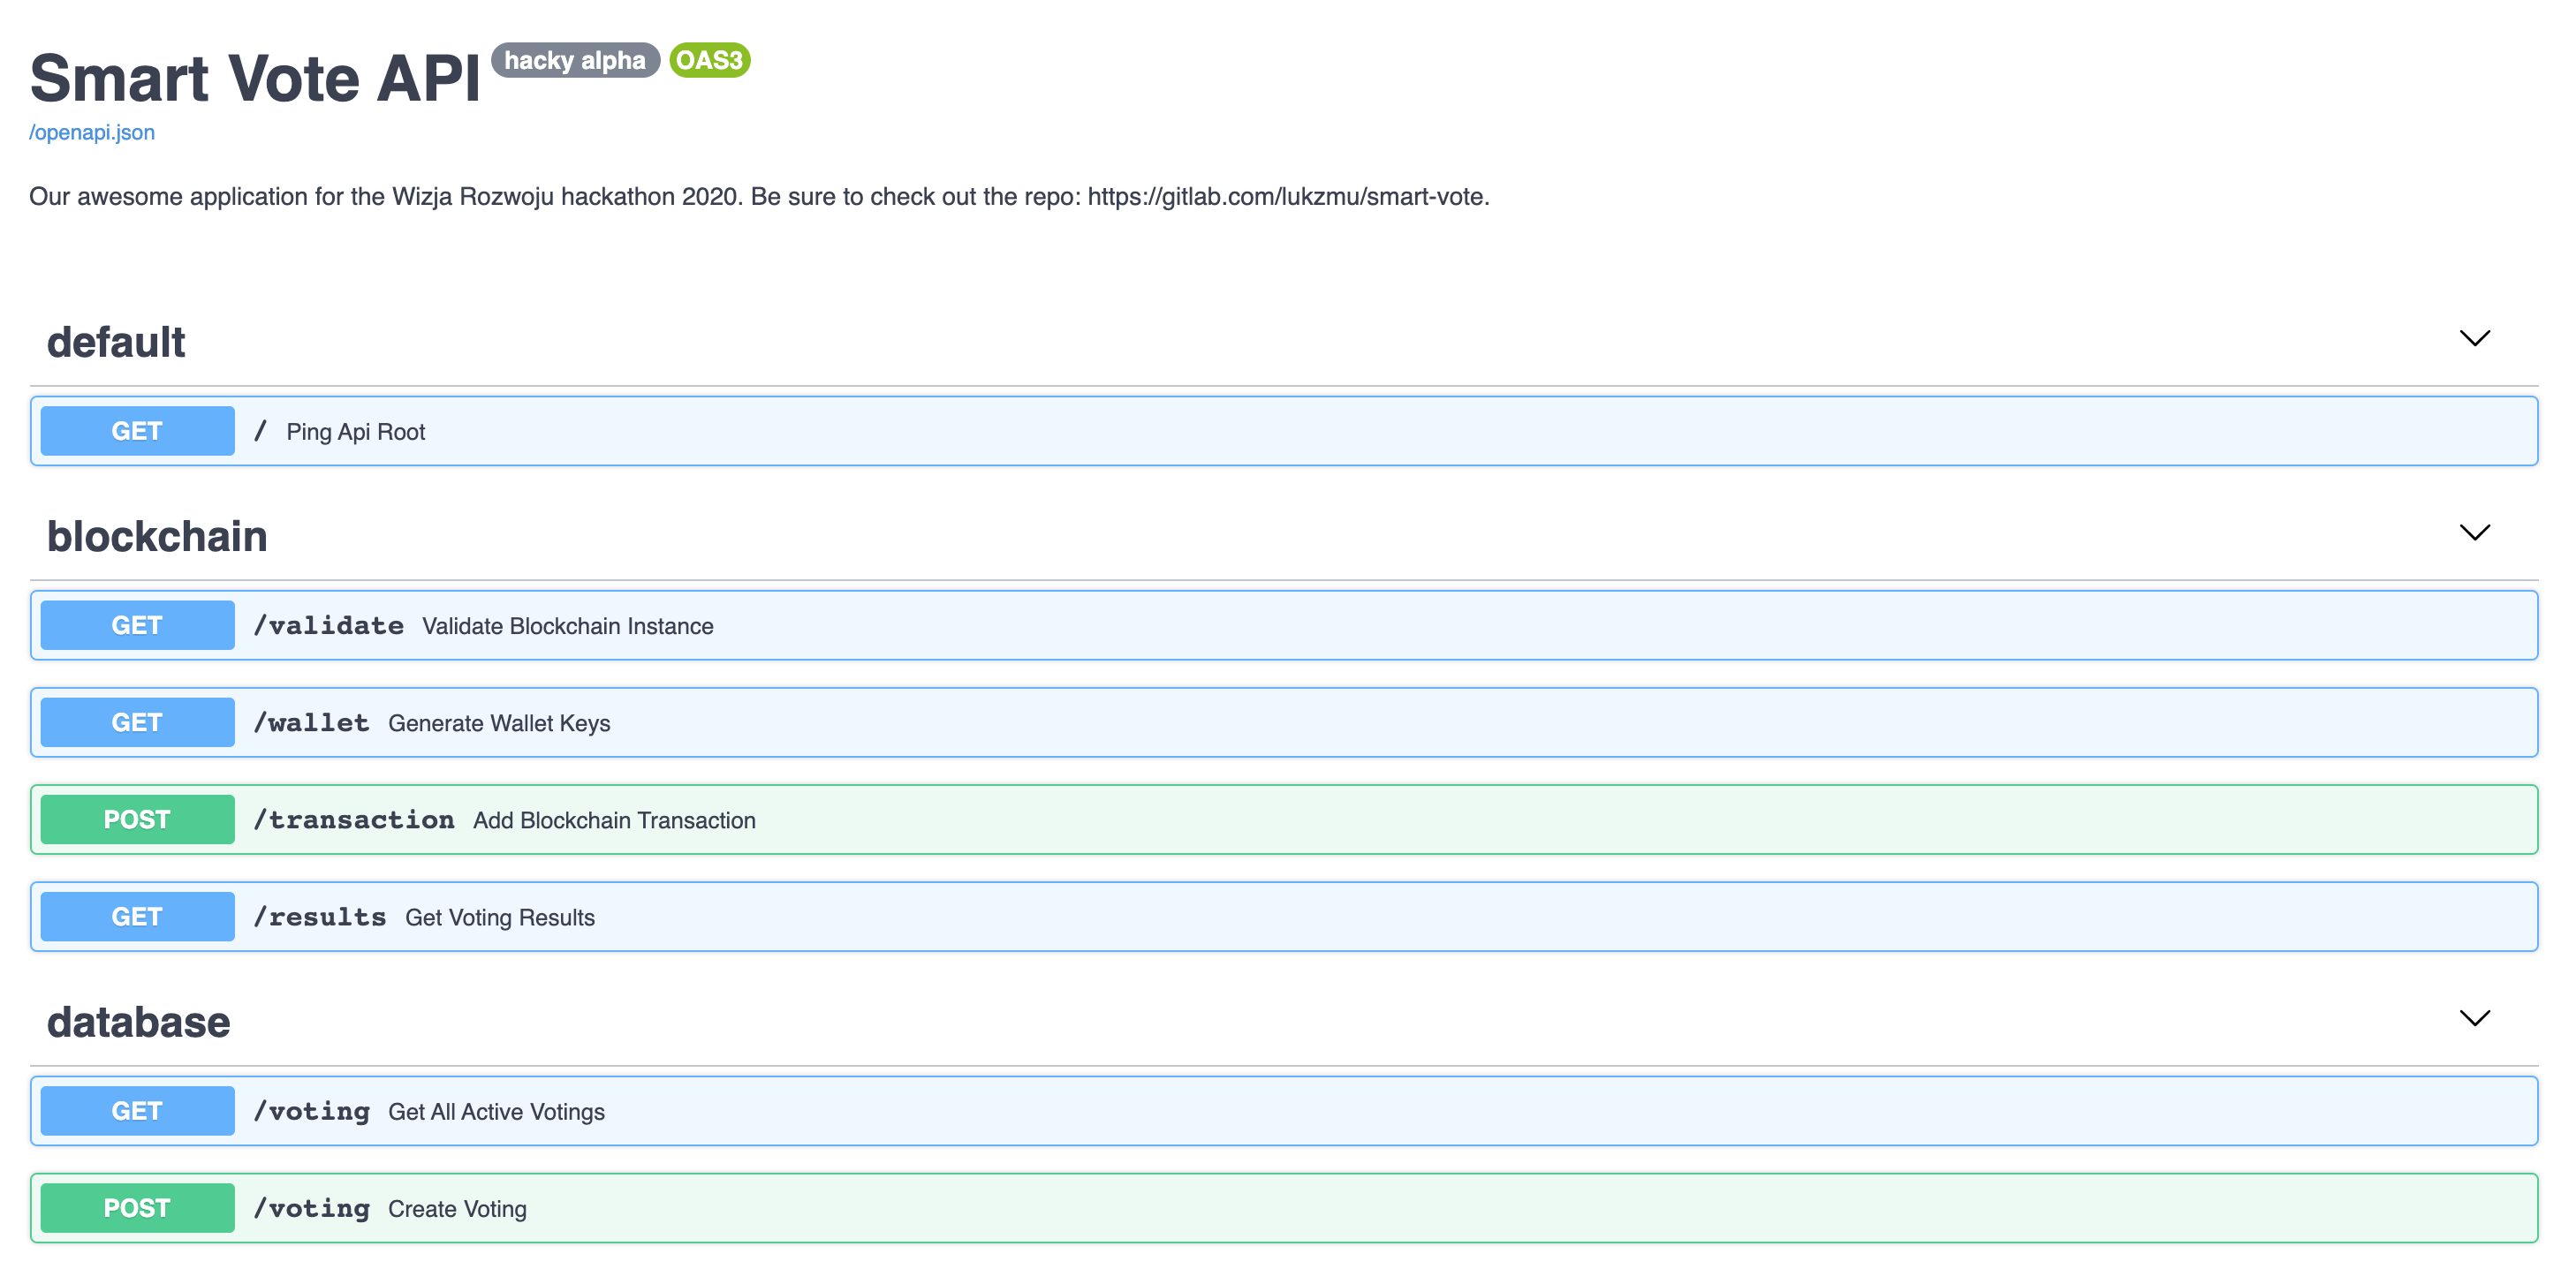 Smart Vote API hacky alpha OAS3
/openapi.json
Our awesome application for the Wizja Rozwoju hackathon 2020. Be sure to check out the repo: https://gitlab.com/lukzmu/smart-vote.
default
GET / Ping Api Root
blockchain
GET /validate Validate Blockchain Instance
GET /wallet Generate Wallet Keys
POST /transaction Add Blockchain Transaction
GET /results Get Voting Results
database
GET /voting Get All Active Votings
POST /voting Create Voting